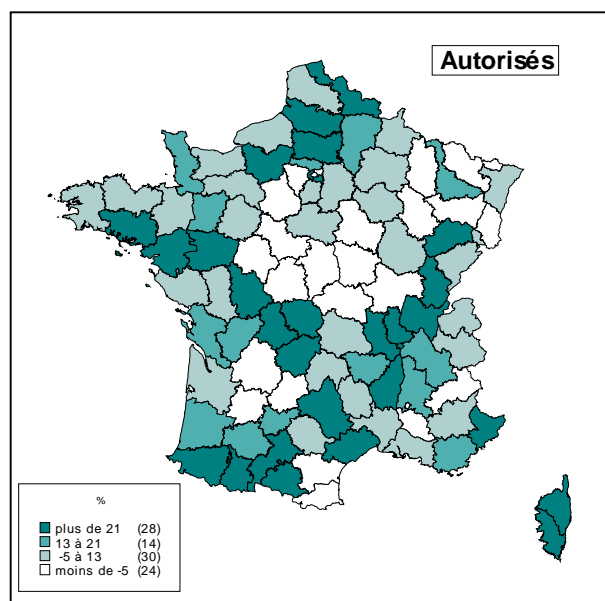 Autorisés
%
plus de 21 (28)
13 à 21 (14)
-5 à 13 (30)
moins de -5 (24)